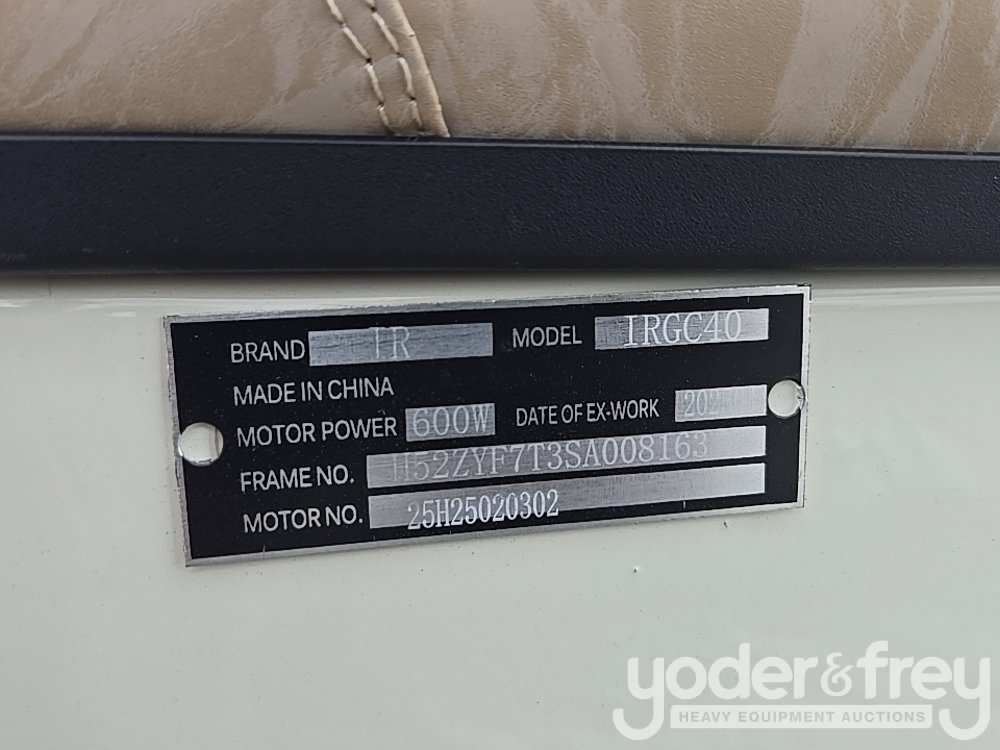 BRAND MODEL IRGC40
MADE IN CHINA
MOTOR POWER 600W DATE OF EX-WORK
FRAME NO. H52ZYF7T3SA008163
MOTOR NO. 25H25020302
yoder&frey
HEAVY EQUIPMENT AUCTIONS